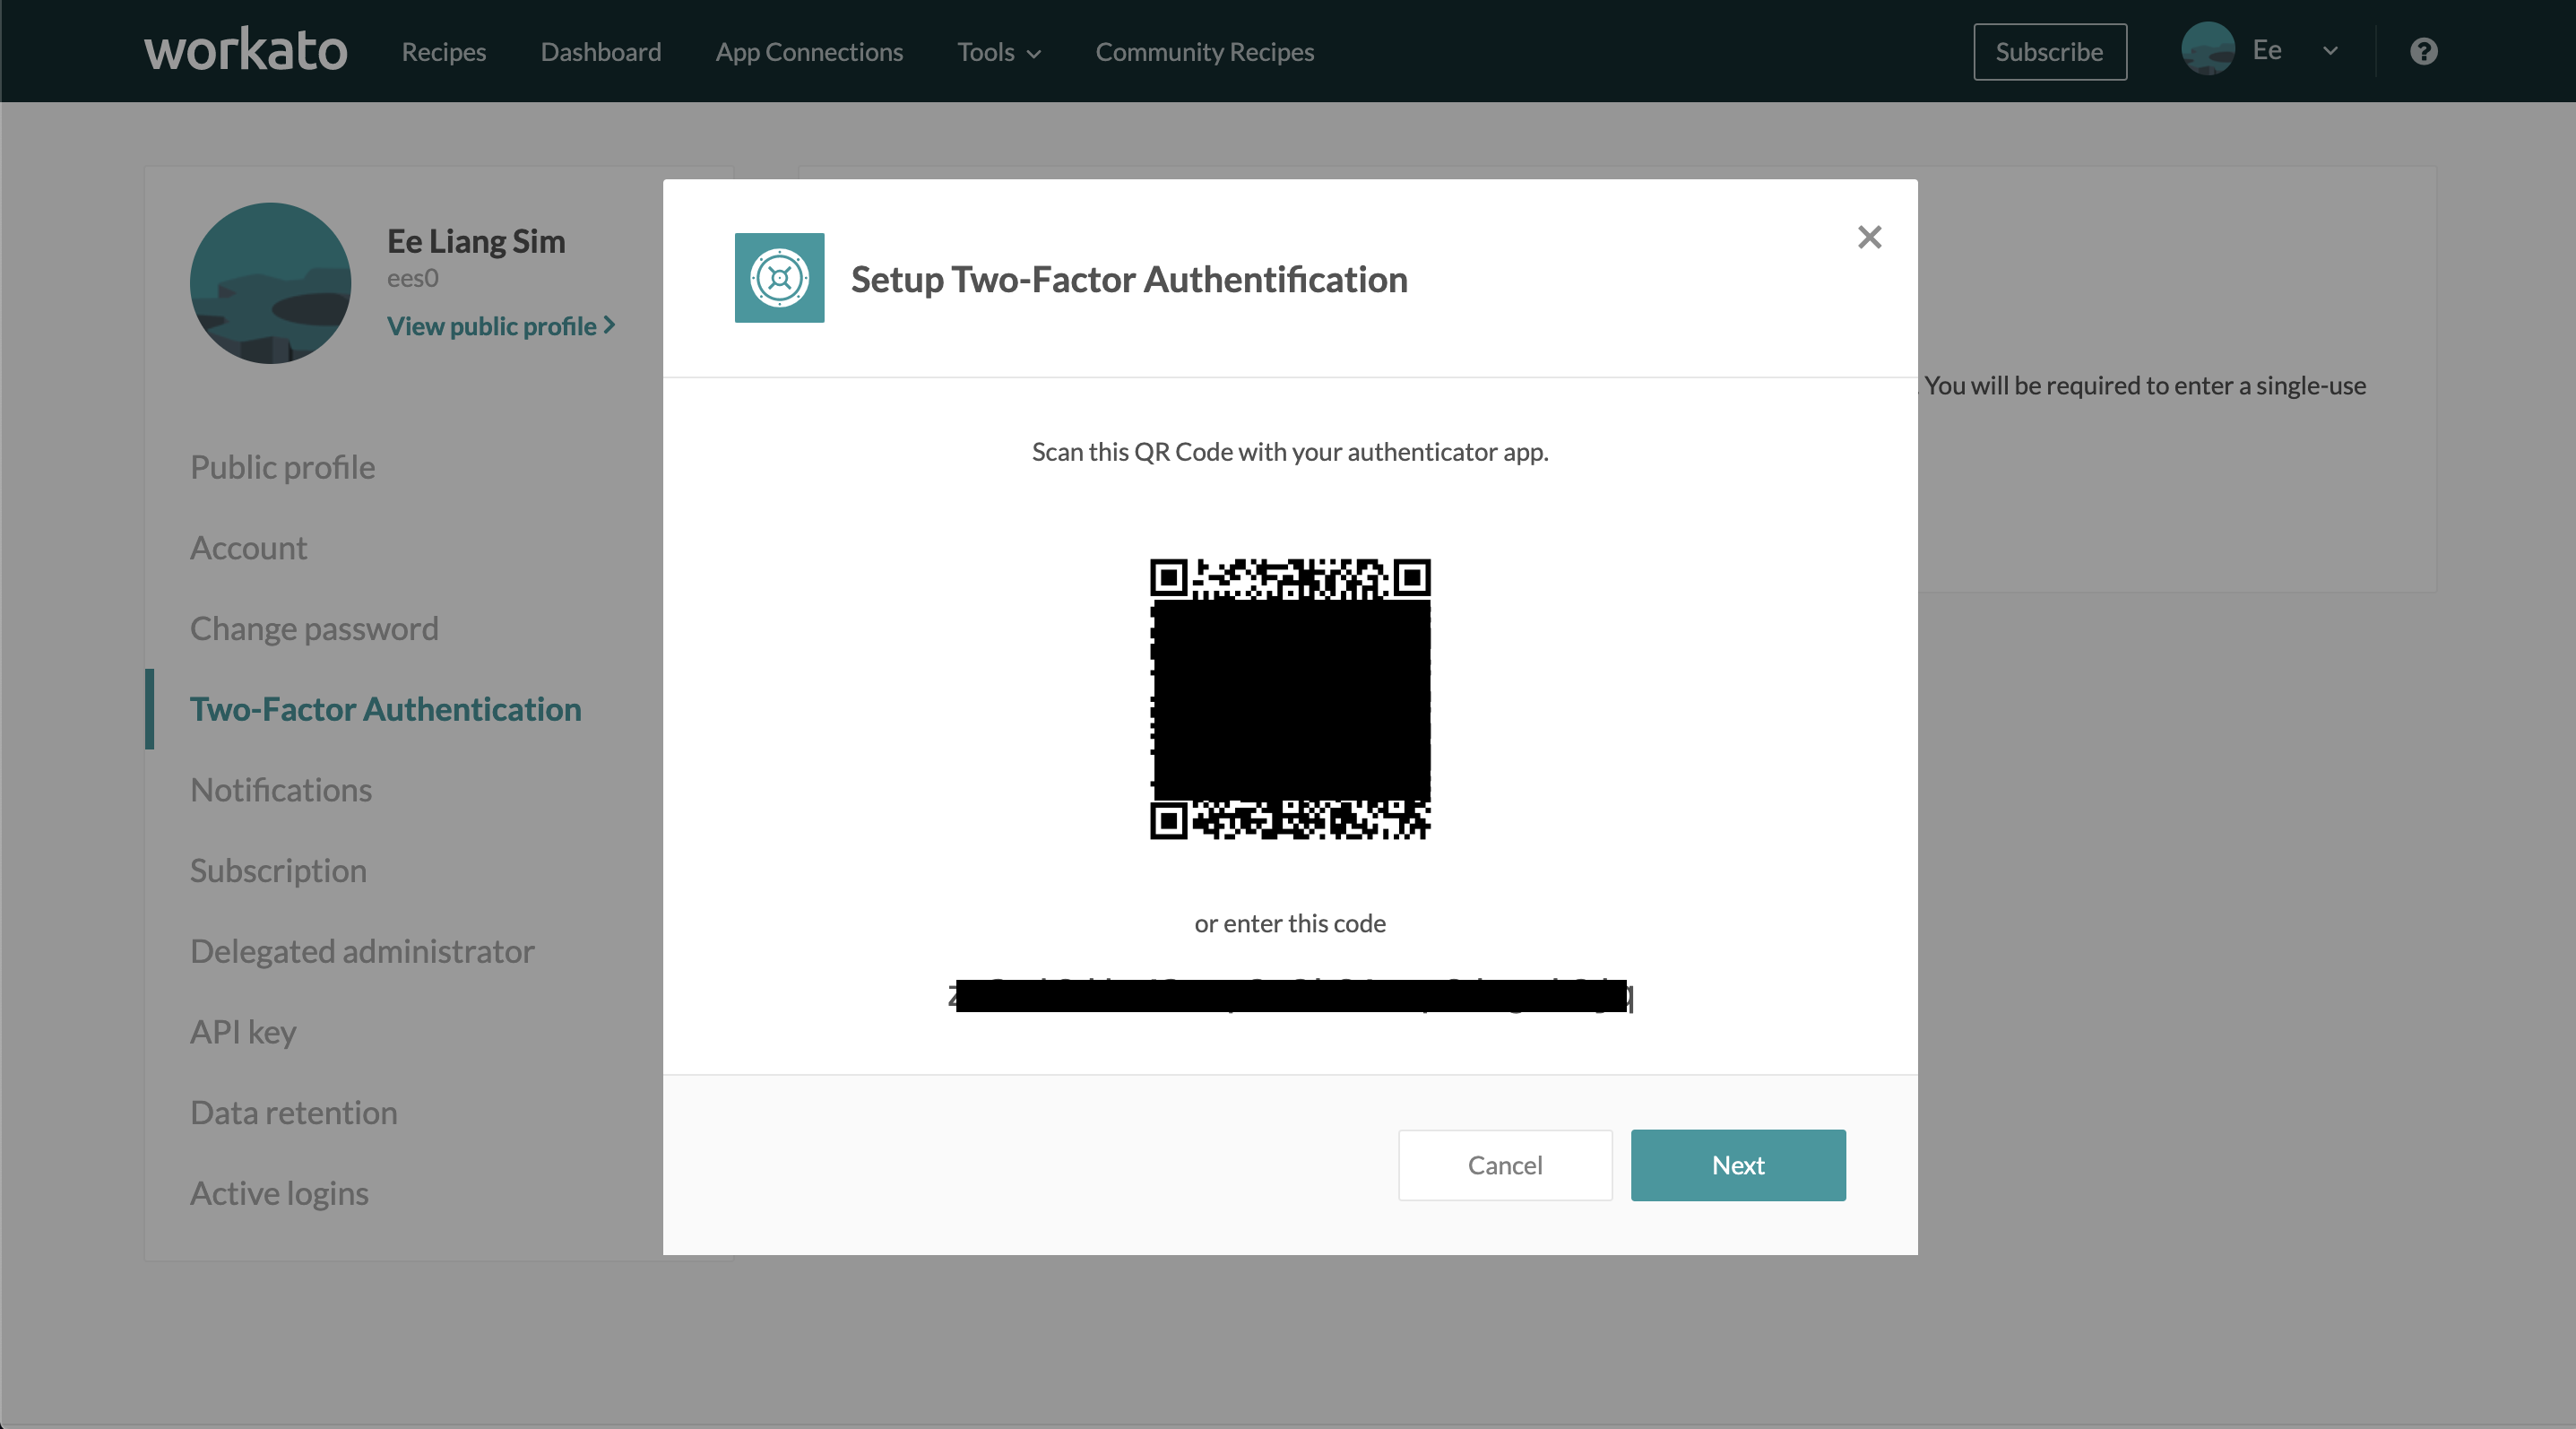 workato
Recipes
Dashboard
App Connections
Tools
Community Recipes
Subscribe
Ee
?
Ee Liang Sim
ees0
View public profile
Public profile
Account
Change password
Two-Factor Authentication
Notifications
Subscription
Delegated administrator
API key
Data retention
Active logins
Setup Two-Factor Authentification
You will be required to enter a single-use
Scan this QR Code with your authenticator app.
or enter this code
Cancel
Next